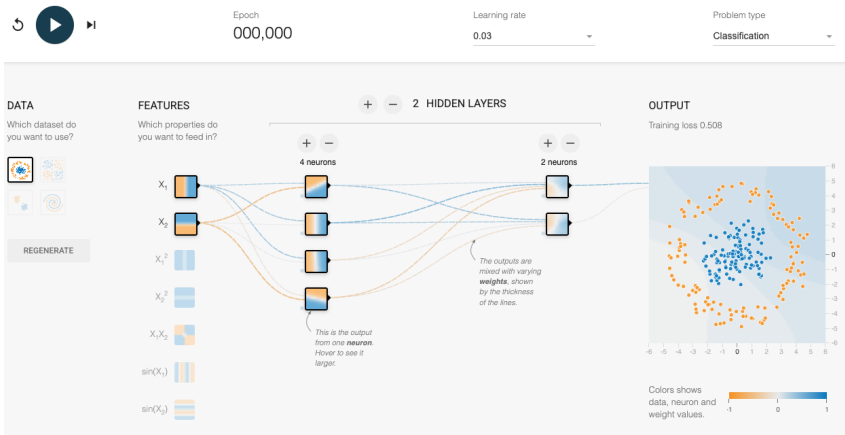 Epoch
000,000
Learning rate
0.03
Problem type
Classification
DATA
Which dataset do
you want to use?
REGENERATE
FEATURES
Which properties do
you want to feed in?
X₁
X₂
X₁²
X₂²
X₁X₂
sin(X₁)
sin(X₂)
+ − 2 HIDDEN LAYERS
+ −
4 neurons
+ −
2 neurons
This is the output
from one neuron.
Hover to see it
larger.
The outputs are
mixed with varying
weights, shown
by the thickness
of the lines.
OUTPUT
Training loss 0.508
6
5
4
3
2
1
0
-1
-2
-3
-4
-5
-6
-6 -5 -4 -3 -2 -1 0 1 2 3 4 5 6
Colors shows
data, neuron and
weight values.
-1 0 1